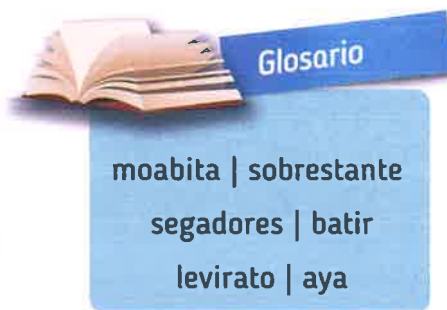 Glosario
moabita | sobrestante
segadores | batir
levirato | aya